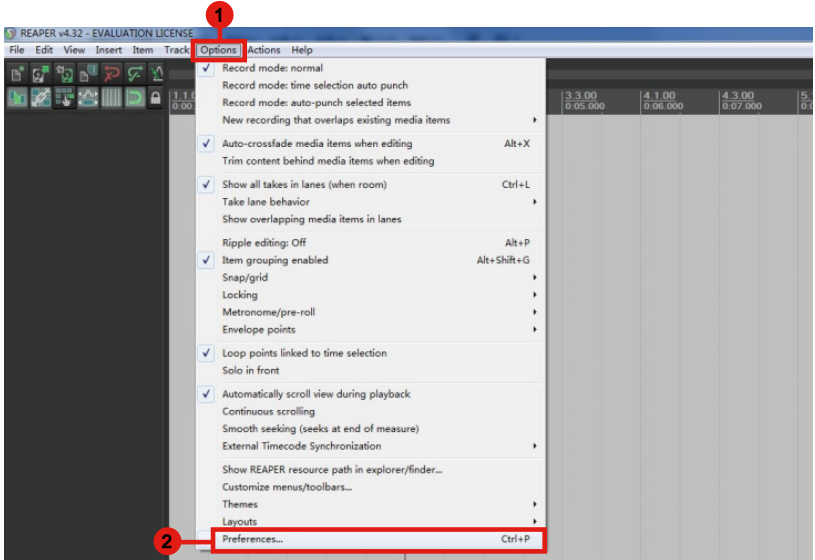 1
REAPER v4.32 - EVALUATION LICENSE
File Edit View Insert Item Track Options Actions Help
Record mode: normal
Record mode: time selection auto punch
Record mode: auto-punch selected items
New recording that overlaps existing media items
3.3.00 4.1.00 4.3.00
0:05.000 0:06.000 0:07.000
Auto-crossfade media items when editing Alt+X
Trim content behind media items when editing
Show all takes in lanes (when room) Ctrl+L
Take lane behavior
Show overlapping media items in lanes
Ripple editing: Off Alt+P
Item grouping enabled Alt+Shift+G
Snap/grid
Locking
Metronome/pre-roll
Envelope points
Loop points linked to time selection
Solo in front
Automatically scroll view during playback
Continuous scrolling
Smooth seeking (seeks at end of measure)
External Timecode Synchronization
Show REAPER resource path in explorer/finder...
Customize menus/toolbars...
Themes
Layouts
2 Preferences... Ctrl+P